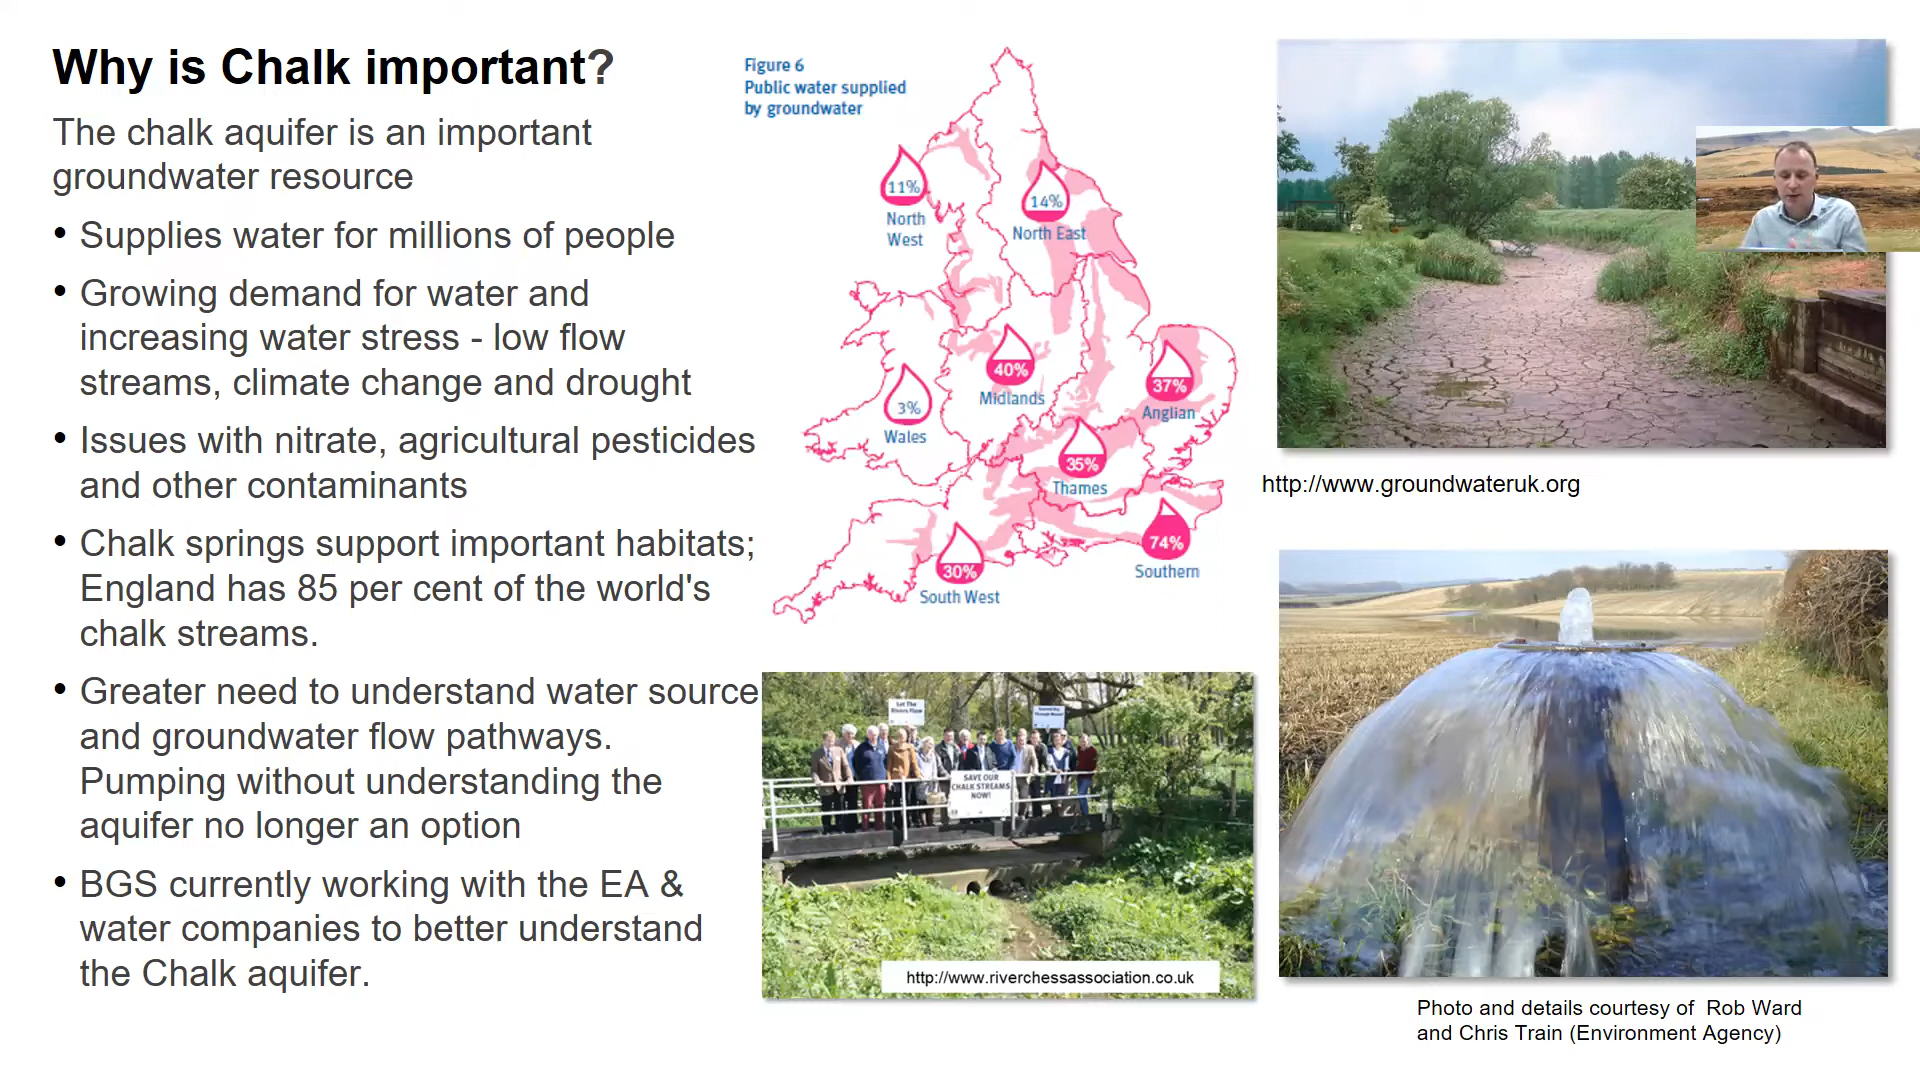 Why is Chalk important?
The chalk aquifer is an important
groundwater resource
• Supplies water for millions of people
• Growing demand for water and
increasing water stress - low flow
streams, climate change and drought
• Issues with nitrate, agricultural pesticides
and other contaminants
• Chalk springs support important habitats;
England has 85 per cent of the world's
chalk streams.
• Greater need to understand water source
and groundwater flow pathways.
Pumping without understanding the
aquifer no longer an option
• BGS currently working with the EA &
water companies to better understand
the Chalk aquifer.
Figure 6
Public water supplied
by groundwater
11%
North
West
14%
North East
40%
Midlands
37%
Anglian
3%
Wales
35%
Thames
74%
Southern
30%
South West
http://www.groundwateruk.org
Let The
Rivers Flow
SAVE OUR
CHALK STREAMS
NOW!
http://www.riverchessassociation.co.uk
Photo and details courtesy of Rob Ward
and Chris Train (Environment Agency)